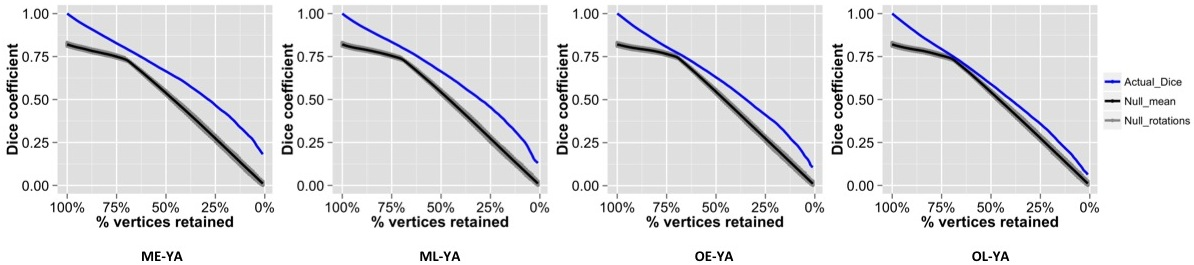 Dice coefficient
1.00
0.75
0.50
0.25
0.00
100% 75% 50% 25% 0%
% vertices retained
ME-YA
Dice coefficient
1.00
0.75
0.50
0.25
0.00
100% 75% 50% 25% 0%
% vertices retained
ML-YA
Dice coefficient
1.00
0.75
0.50
0.25
0.00
100% 75% 50% 25% 0%
% vertices retained
OE-YA
Dice coefficient
1.00
0.75
0.50
0.25
0.00
100% 75% 50% 25% 0%
% vertices retained
OL-YA
Actual_Dice
Null_mean
Null_rotations